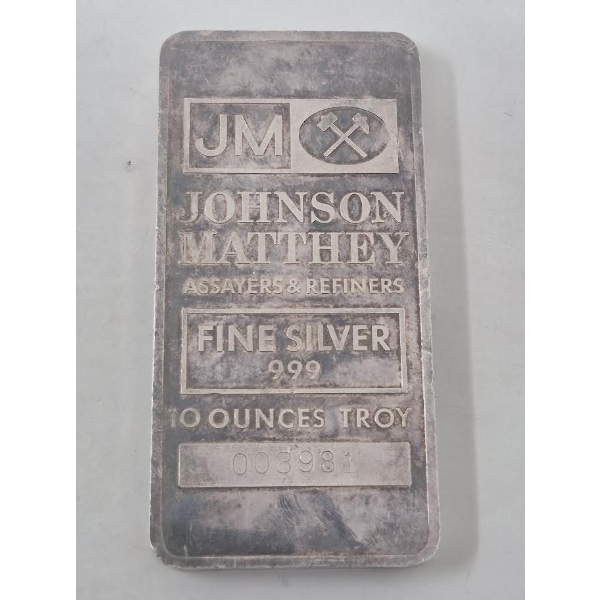 JM
JOHNSON
MATTHEY
ASSAYERS & REFINERS
FINE SILVER
999
10 OUNCES TROY
003981